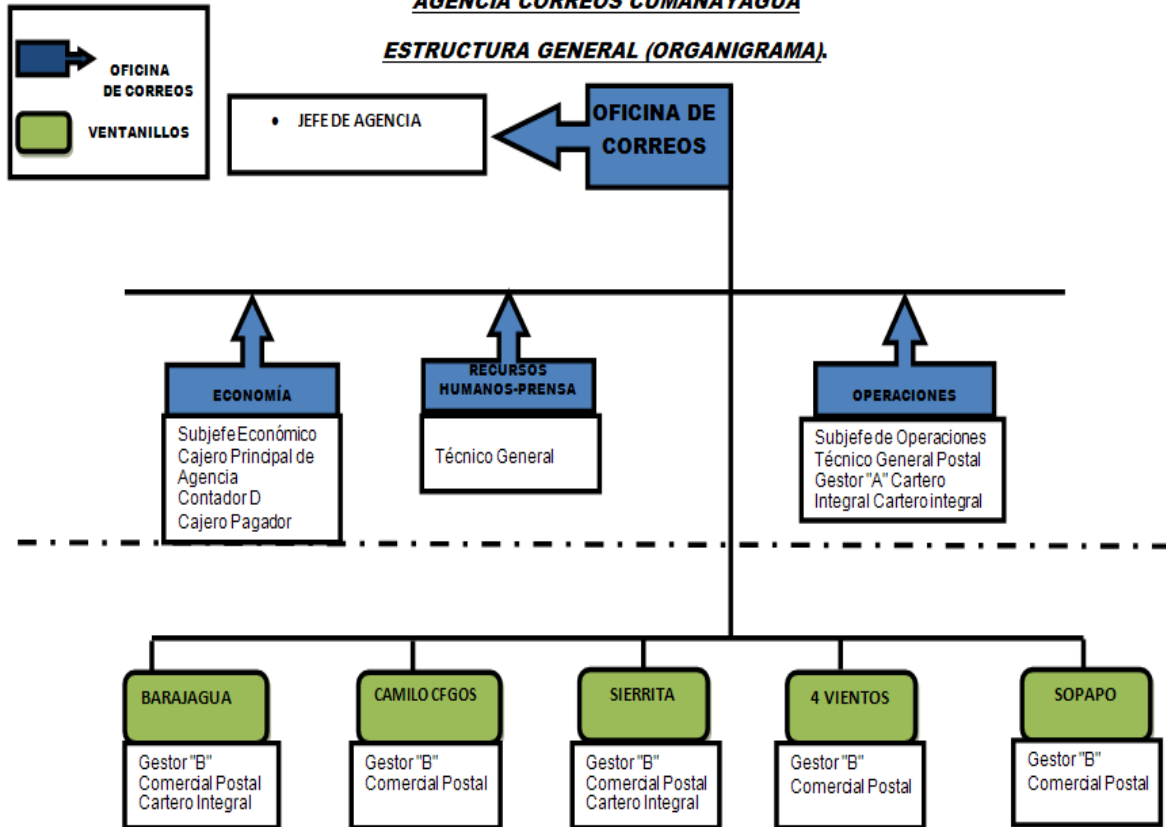 AGENCIA CORREOS CUMANAYAGUA
ESTRUCTURA GENERAL (ORGANIGRAMA).
OFICINA
DE CORREOS
VENTANILLOS
• JEFE DE AGENCIA
OFICINA DE
CORREOS
ECONOMÍA
Subjefe Económico
Cajero Principal de
Agencia
Contador D
Cajero Pagador
RECURSOS
HUMANOS-PRENSA
Técnico General
OPERACIONES
Subjefe de Operaciones
Técnico General Postal
Gestor "A" Cartero
Integral Cartero integral
BARAJAGUA
Gestor "B"
Comercial Postal
Cartero Integral
CAMILO CFGOS
Gestor "B"
Comercial Postal
SIERRITA
Gestor "B"
Comercial Postal
Cartero Integral
4 VIENTOS
Gestor "B"
Comercial Postal
SOPAPO
Gestor "B"
Comercial Postal